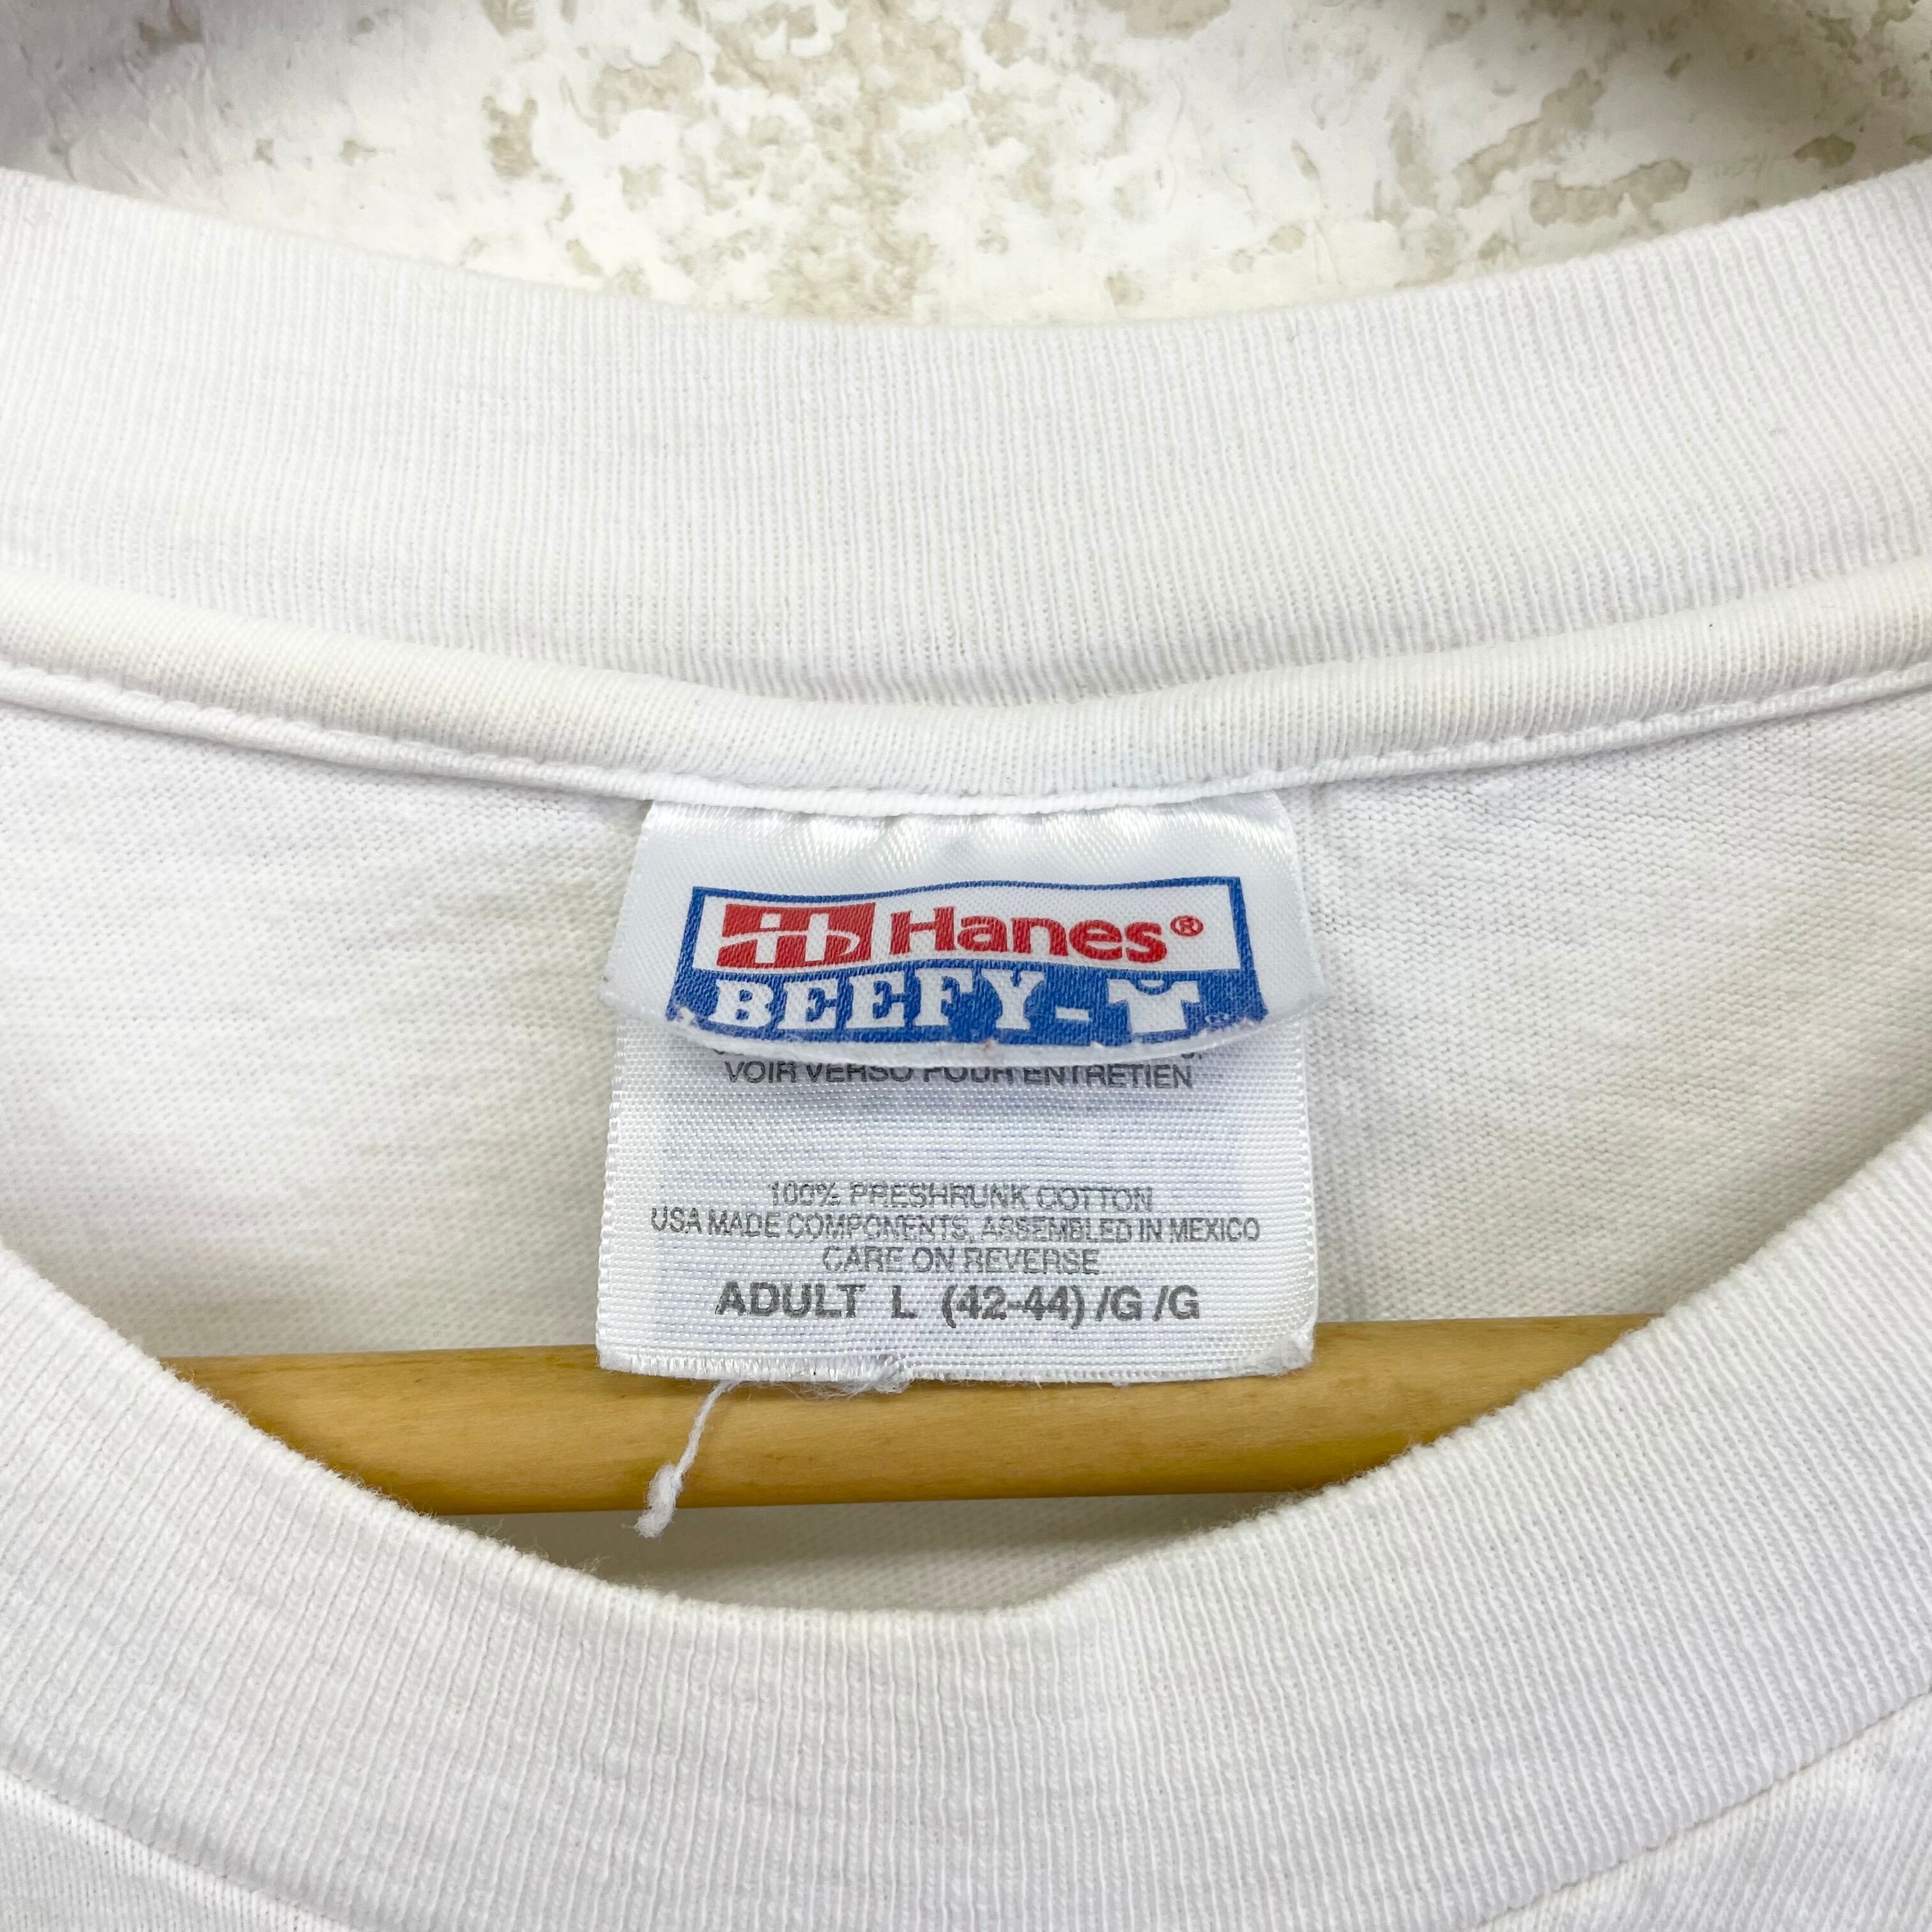 Hanes®
BEEFY-T
VOIR VERSO POUR ENTRETIEN
100% PRESHRUNK COTTON
USA MADE COMPONENTS, ASSEMBLED IN MEXICO
CARE ON REVERSE
ADULT L (42-44) /G /G